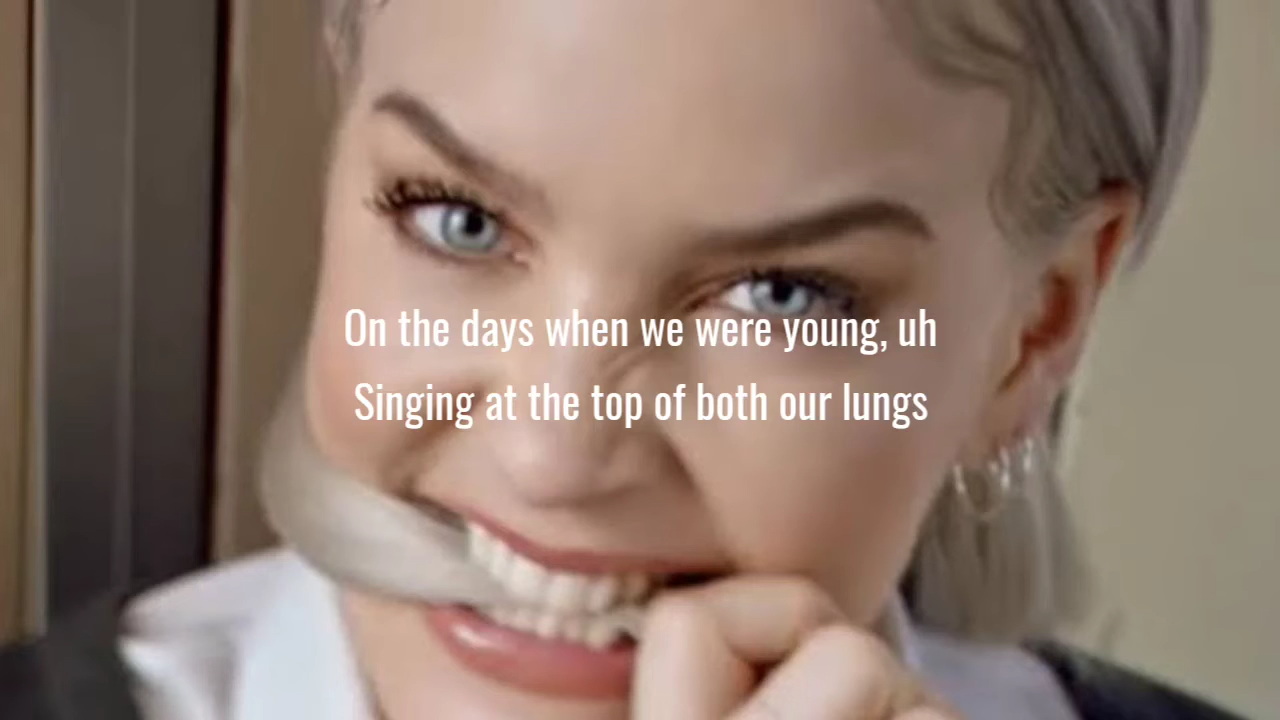 On the days when we were young, uh
Singing at the top of both our lungs